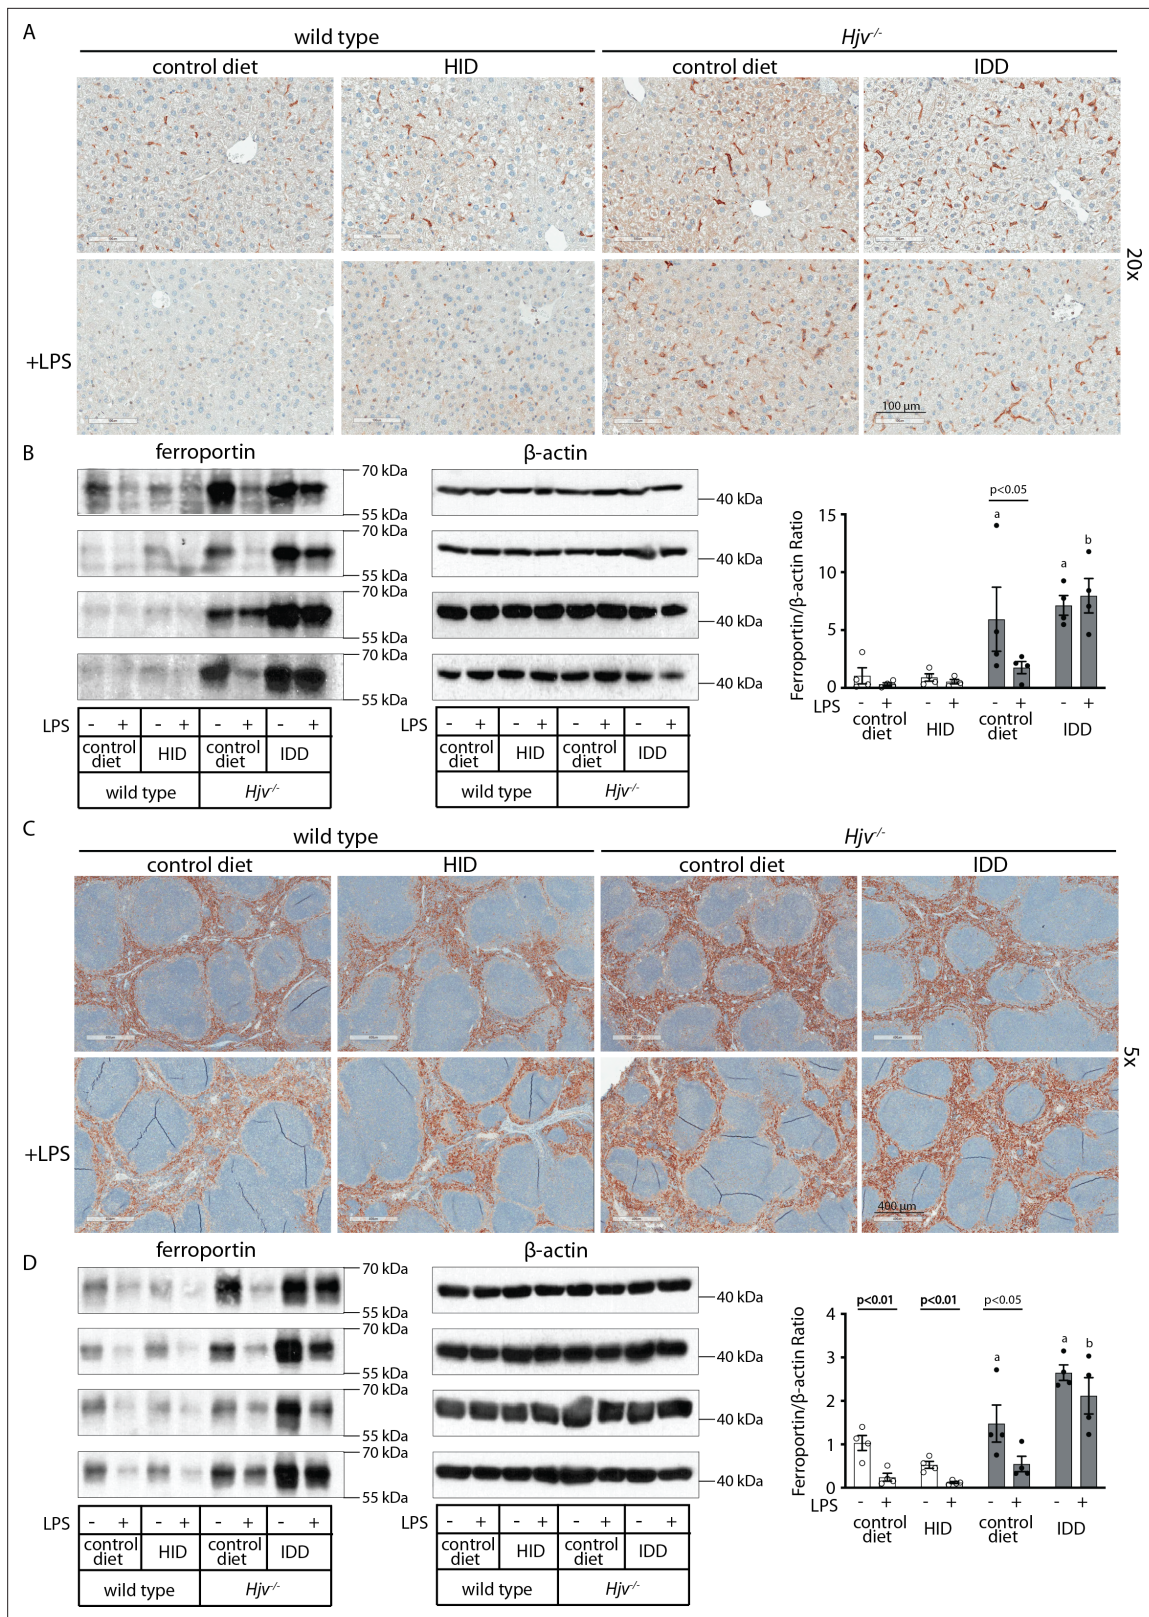 A
wild type
Hjv-/-
control diet
HID
control diet
IDD
20x
+LPS
100 µm
B
ferroportin
β-actin
70 kDa
55 kDa
70 kDa
55 kDa
70 kDa
55 kDa
70 kDa
55 kDa
40 kDa
40 kDa
40 kDa
40 kDa
LPS - + - + - + - +
control diet HID control diet IDD
wild type Hjv-/-
LPS - + - + - + - +
control diet HID control diet IDD
wild type Hjv-/-
Ferroportin/β-actin Ratio
15
10
5
0
p<0.05
a
a
b
LPS - + - + - + - +
control diet HID control diet IDD
C
wild type
Hjv-/-
control diet
HID
control diet
IDD
5x
+LPS
400 µm
D
ferroportin
β-actin
70 kDa
55 kDa
70 kDa
55 kDa
70 kDa
55 kDa
70 kDa
55 kDa
40 kDa
40 kDa
40 kDa
40 kDa
LPS - + - + - + - +
control diet HID control diet IDD
wild type Hjv-/-
LPS - + - + - + - +
control diet HID control diet IDD
wild type Hjv-/-
Ferroportin/β-actin Ratio
4
3
2
1
0
p<0.01
p<0.01
p<0.05
a
a
b
LPS - + - + - + - +
control diet HID control diet IDD